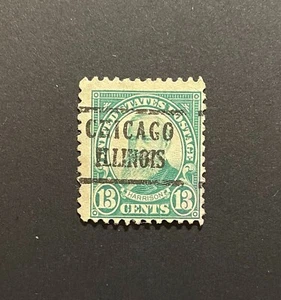 UNITED STATES POSTAGE
CHICAGO
ILLINOIS
HARRISON
13 CENTS 13